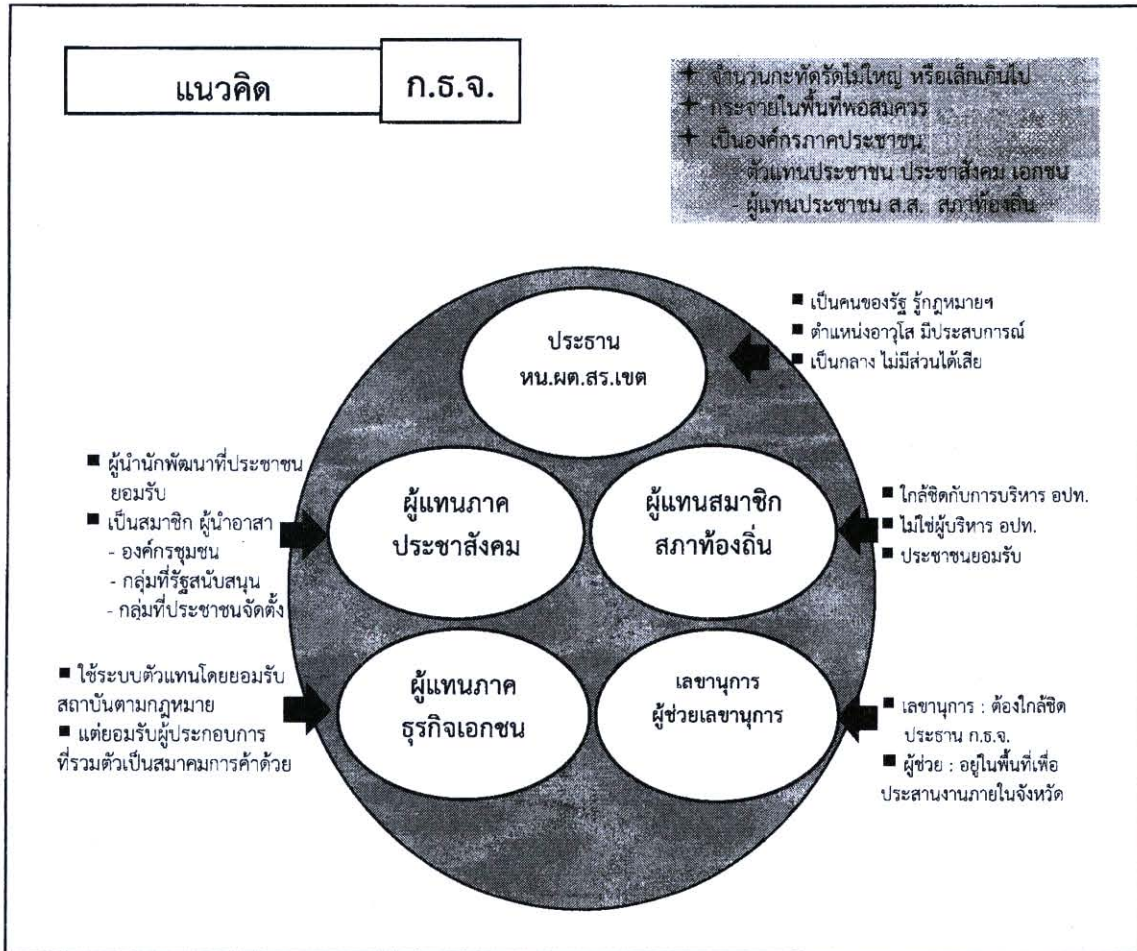 แนวคิด
ก.ธ.จ.
จำนวนกะทัดรัดไม่ใหญ่ หรือเล็กเกินไป
กระจายในพื้นที่พอสมควร
เป็นองค์กรภาคประชาชน
- ตัวแทนประชาชน ประชาสังคม เอกชน
- ผู้แทนประชาชน ส.ส. สภาท้องถิ่น
ประธาน
หน.ผต.สร.เขต
■ เป็นคนของรัฐ รู้กฎหมายฯ
■ ตำแหน่งอาวุโส มีประสบการณ์
■ เป็นกลาง ไม่มีส่วนได้เสีย
■ ผู้นำนักพัฒนาที่ประชาชน
ยอมรับ
■ เป็นสมาชิก ผู้นำอาสา
- องค์กรชุมชน
- กลุ่มที่รัฐสนับสนุน
- กลุ่มที่ประชาชนจัดตั้ง
ผู้แทนภาค
ประชาสังคม
ผู้แทนสมาชิก
สภาท้องถิ่น
■ ใกล้ชิดกับการบริหาร อปท.
■ ไม่ใช่ผู้บริหาร อปท.
■ ประชาชนยอมรับ
■ ใช้ระบบตัวแทนโดยยอมรับ
สถาบันตามกฎหมาย
■ แต่ยอมรับผู้ประกอบการ
ที่รวมตัวเป็นสมาคมการค้าด้วย
ผู้แทนภาค
ธุรกิจเอกชน
เลขานุการ
ผู้ช่วยเลขานุการ
■ เลขานุการ : ต้องใกล้ชิด
ประธาน ก.ธ.จ.
■ ผู้ช่วย : อยู่ในพื้นที่เพื่อ
ประสานงานภายในจังหวัด